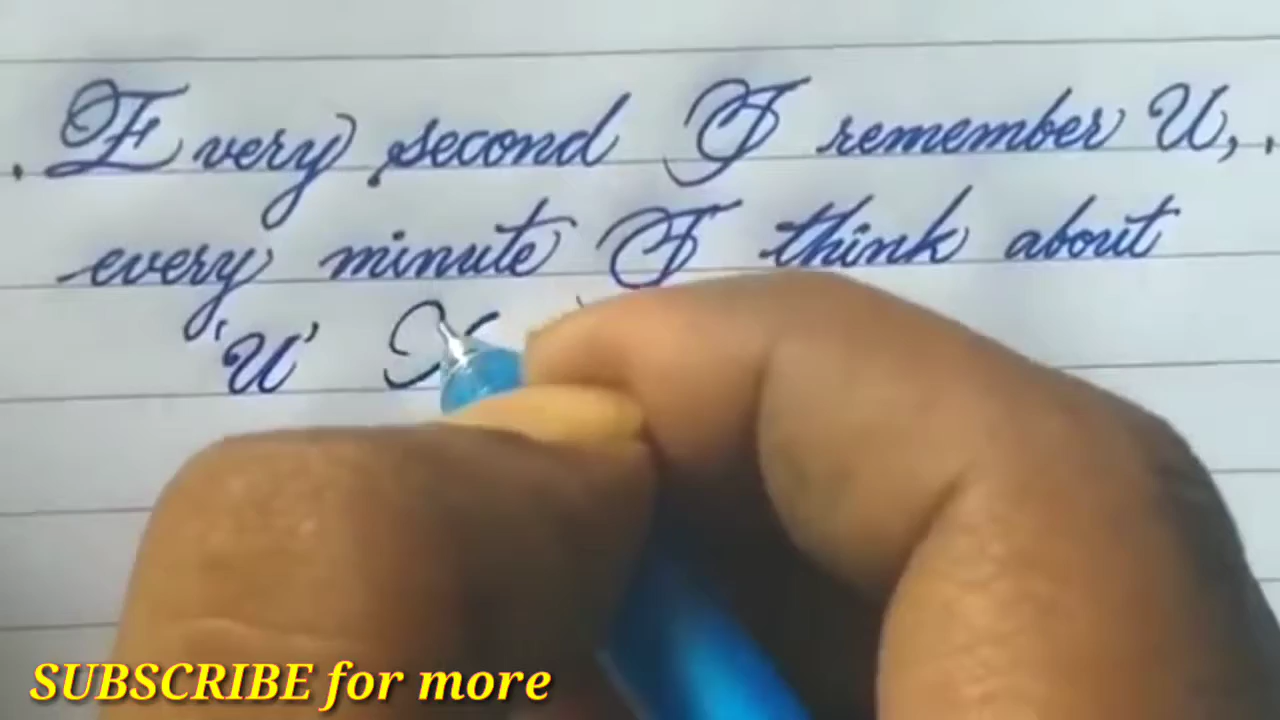 Every second I remember U,
every minute I think about
'U'
SUBSCRIBE for more